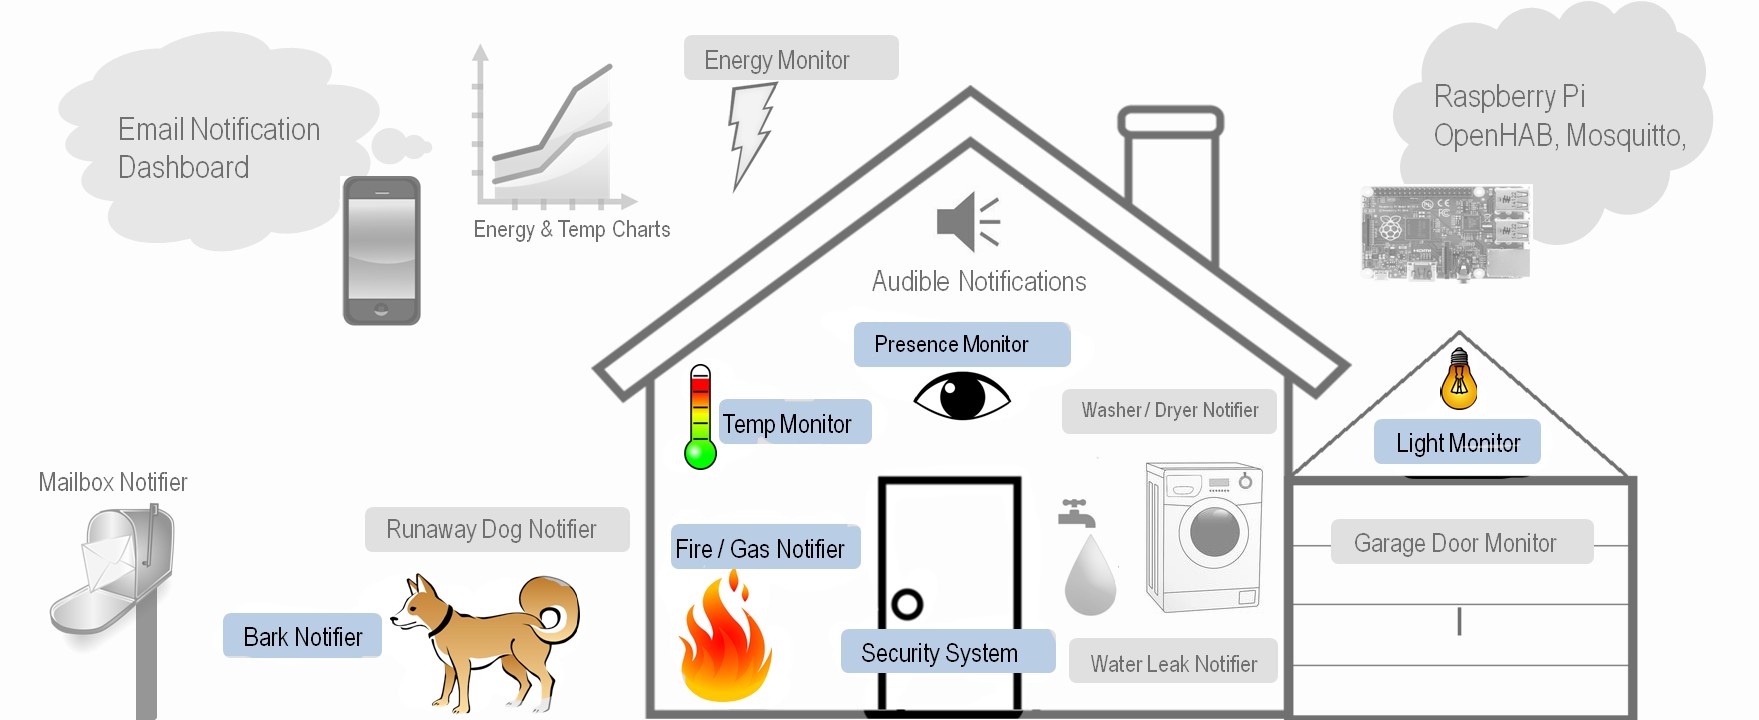 Energy Monitor
Email Notification
Dashboard
Raspberry Pi
OpenHAB, Mosquitto,
Energy & Temp Charts
Audible Notifications
Presence Monitor
Temp Monitor
Washer / Dryer Notifier
Light Monitor
Mailbox Notifier
Runaway Dog Notifier
Fire / Gas Notifier
Garage Door Monitor
Bark Notifier
Security System
Water Leak Notifier